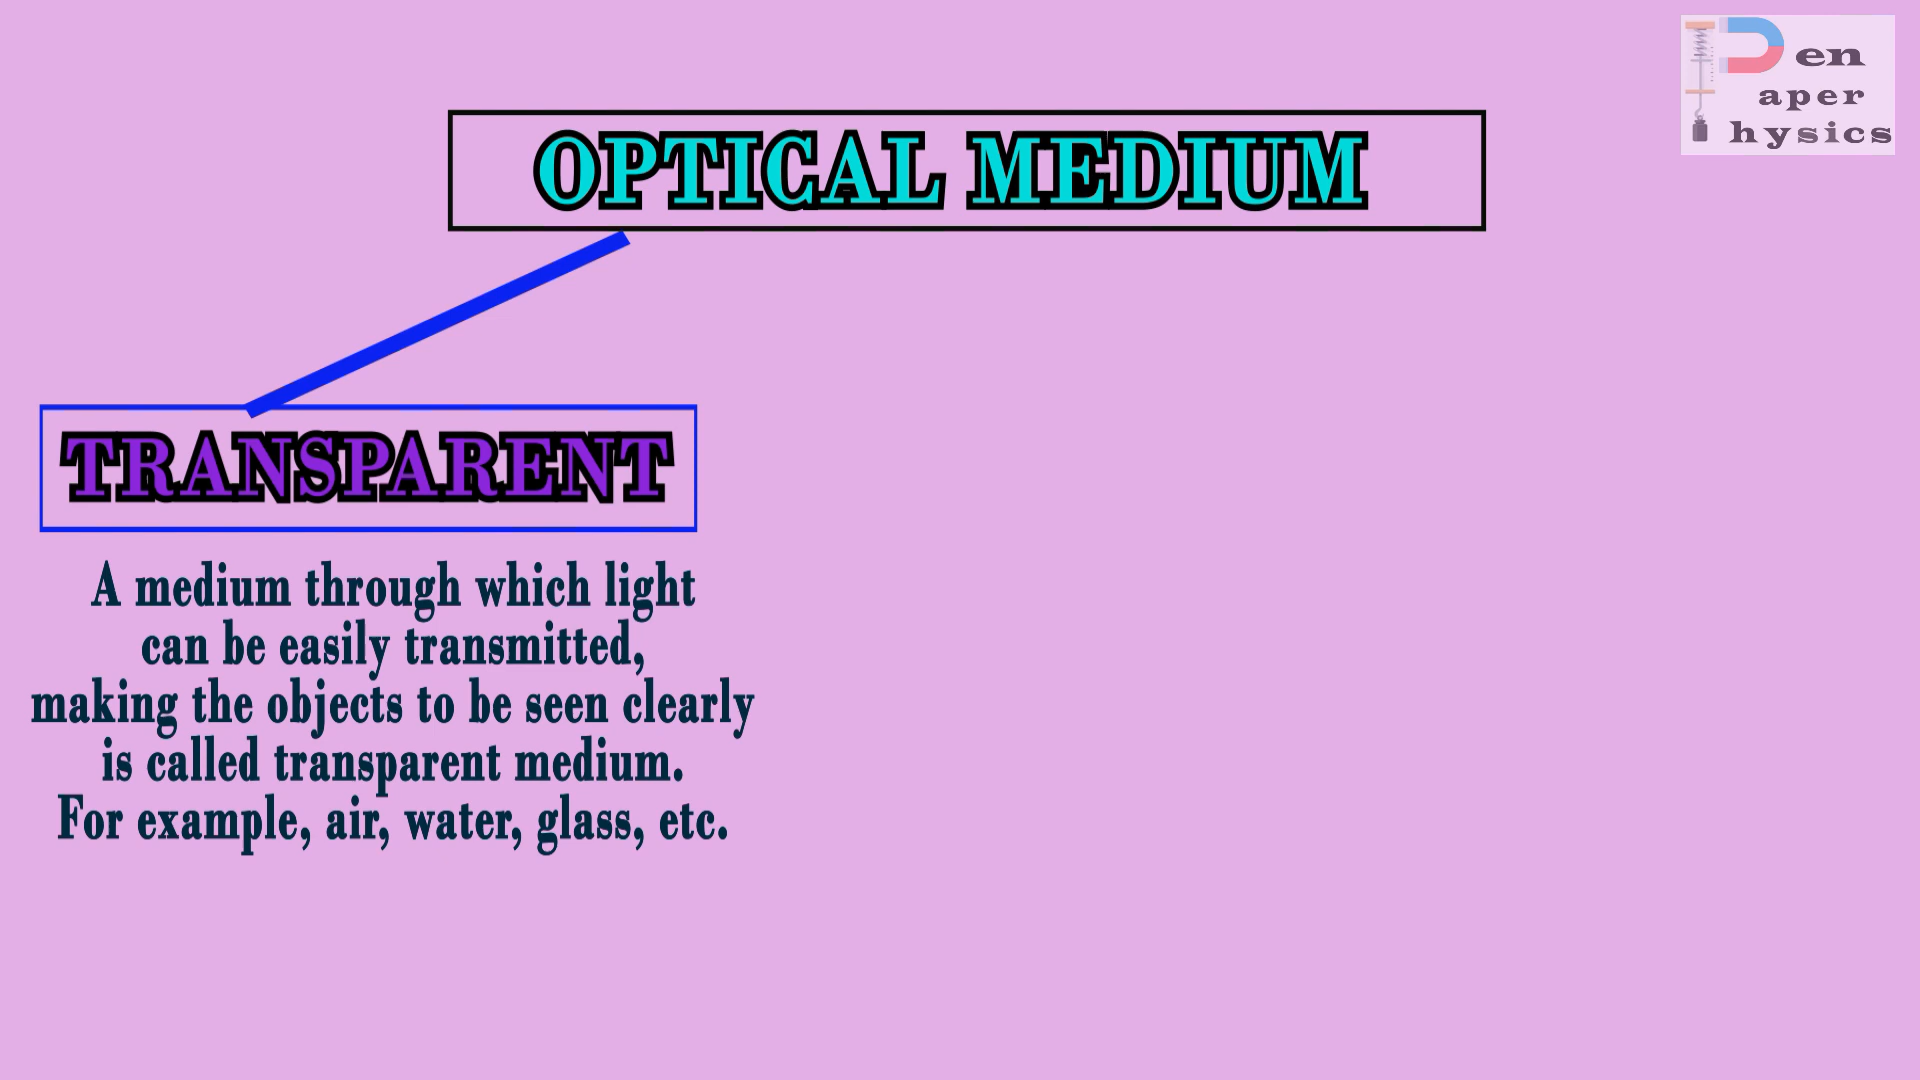 en
aper
hysics
OPTICAL MEDIUM
TRANSPARENT
A medium through which light
can be easily transmitted,
making the objects to be seen clearly
is called transparent medium.
For example, air, water, glass, etc.